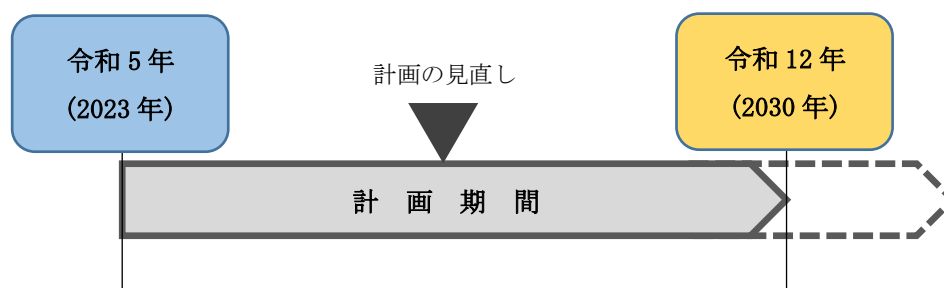 令和 5 年
(2023 年)
計画の見直し
令和 12 年
(2030 年)
計 画 期 間